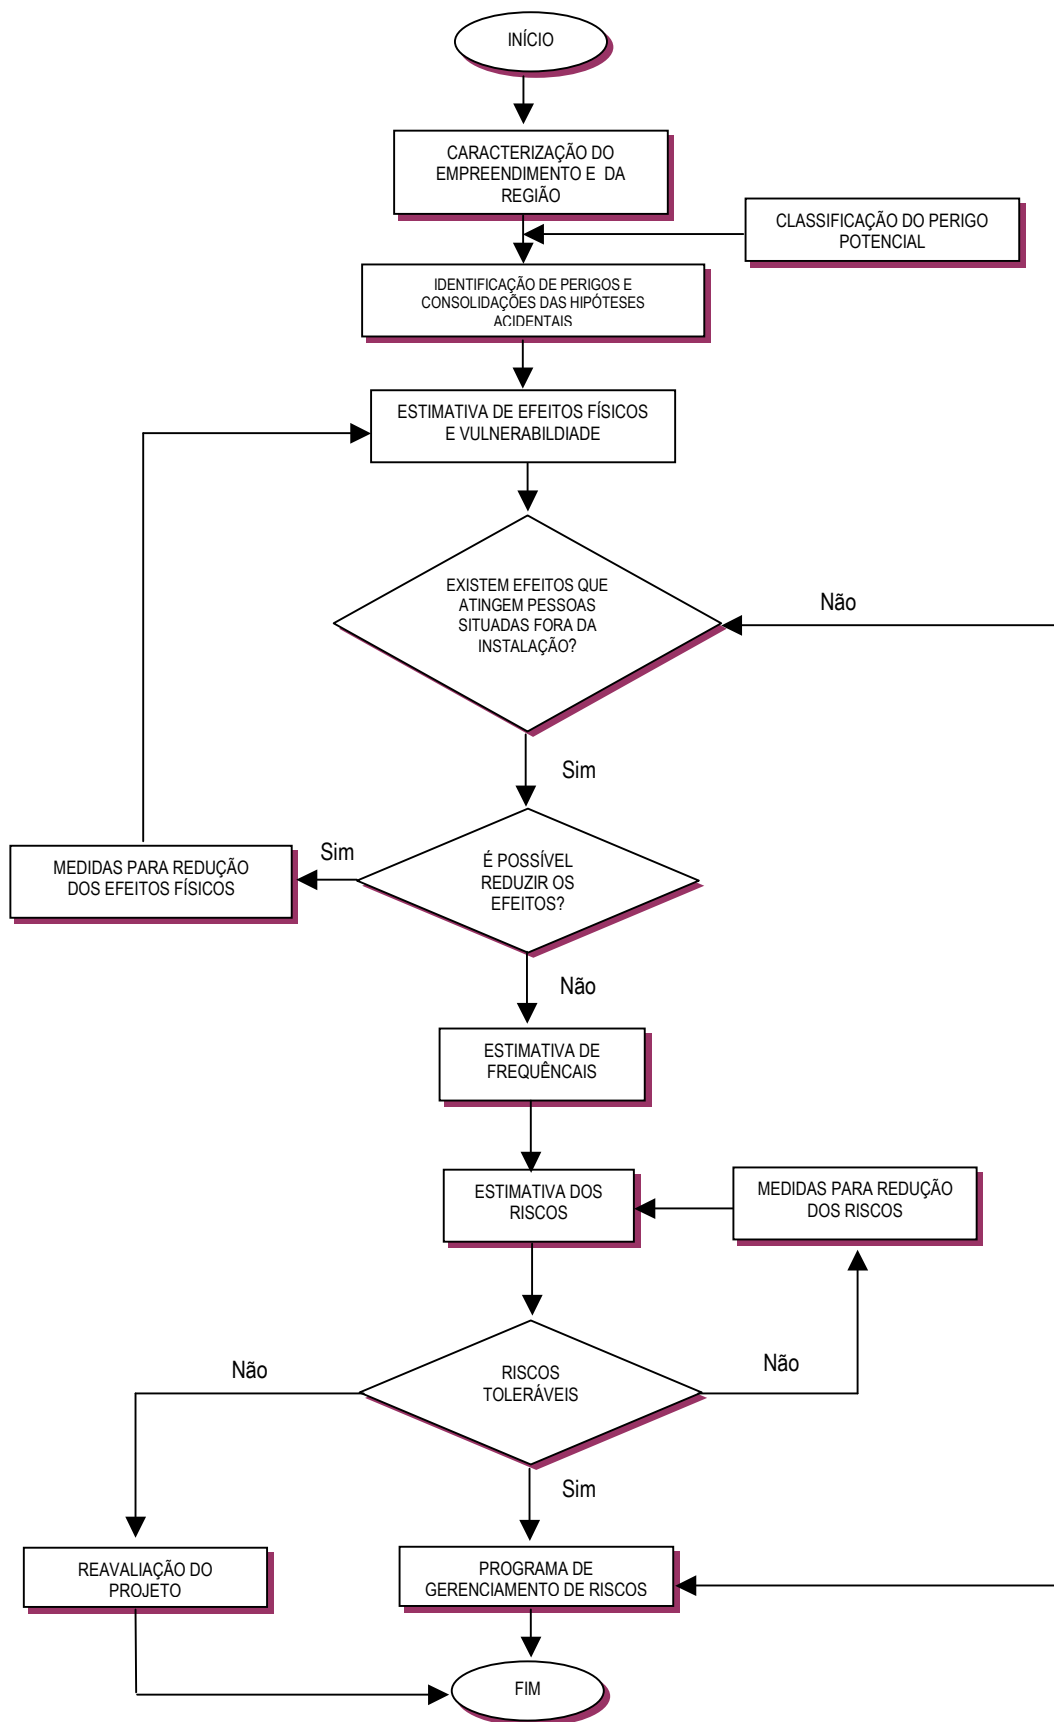 INÍCIO
CARACTERIZAÇÃO DO
EMPREENDIMENTO E DA
REGIÃO
CLASSIFICAÇÃO DO PERIGO
POTENCIAL
IDENTIFICAÇÃO DE PERIGOS E
CONSOLIDAÇÕES DAS HIPÓTESES
ACIDENTAIS
ESTIMATIVA DE EFEITOS FÍSICOS
E VULNERABILDIADE
EXISTEM EFEITOS QUE
ATINGEM PESSOAS
SITUADAS FORA DA
INSTALAÇÃO?
Não
Sim
É POSSÍVEL
REDUZIR OS
EFEITOS?
Sim
MEDIDAS PARA REDUÇÃO
DOS EFEITOS FÍSICOS
Não
ESTIMATIVA DE
FREQUÊNCAIS
ESTIMATIVA DOS
RISCOS
MEDIDAS PARA REDUÇÃO
DOS RISCOS
Não
RISCOS
TOLERÁVEIS
Não
Sim
REAVALIAÇÃO DO
PROJETO
PROGRAMA DE
GERENCIAMENTO DE RISCOS
FIM